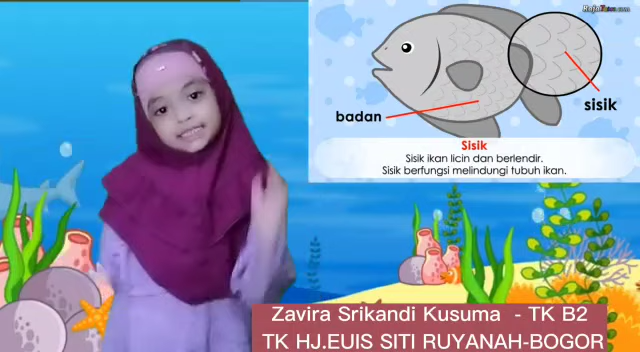 badan
sisik
Sisik
Sisik ikan licin dan berlendir.
Sisik berfungsi melindungi tubuh ikan.
Zavira Srikandi Kusuma - TK B2
TK HJ.EUIS SITI RUYANAH-BOGOR